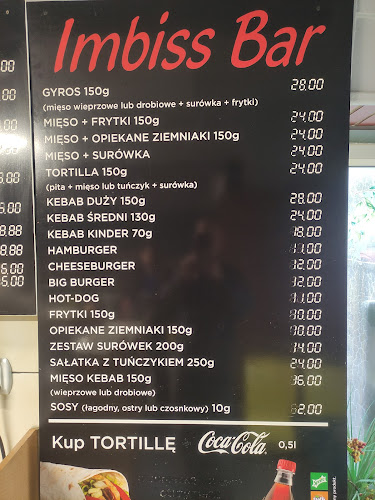 Imbiss Bar
GYROS 150g 28.00
(mięso wieprzowe lub drobiowe + surówka + frytki)
MIĘSO + FRYTKI 150g 24.00
MIĘSO + OPIEKANE ZIEMNIAKI 150g 24.00
MIĘSO + SURÓWKA 24.00
TORTILLA 150g 24.00
(pita + mięso lub tuńczyk + surówka)
KEBAB DUŻY 150g 28.00
KEBAB ŚREDNI 130g 24.00
KEBAB KINDER 70g 18.00
HAMBURGER 11.00
CHEESEBURGER 12.00
BIG BURGER 12.00
HOT-DOG 11.00
FRYTKI 150g 10.00
OPIEKANE ZIEMNIAKI 150g 10.00
ZESTAW SURÓWEK 200g 14.00
SAŁATKA Z TUŃCZYKIEM 250g 24.00
MIĘSO KEBAB 150g 16.00
(wieprzowe lub drobiowe)
SOSY (łagodny, ostry lub czosnkowy) 10g 2.00
Kup TORTILLĘ Coca-Cola 0,5l